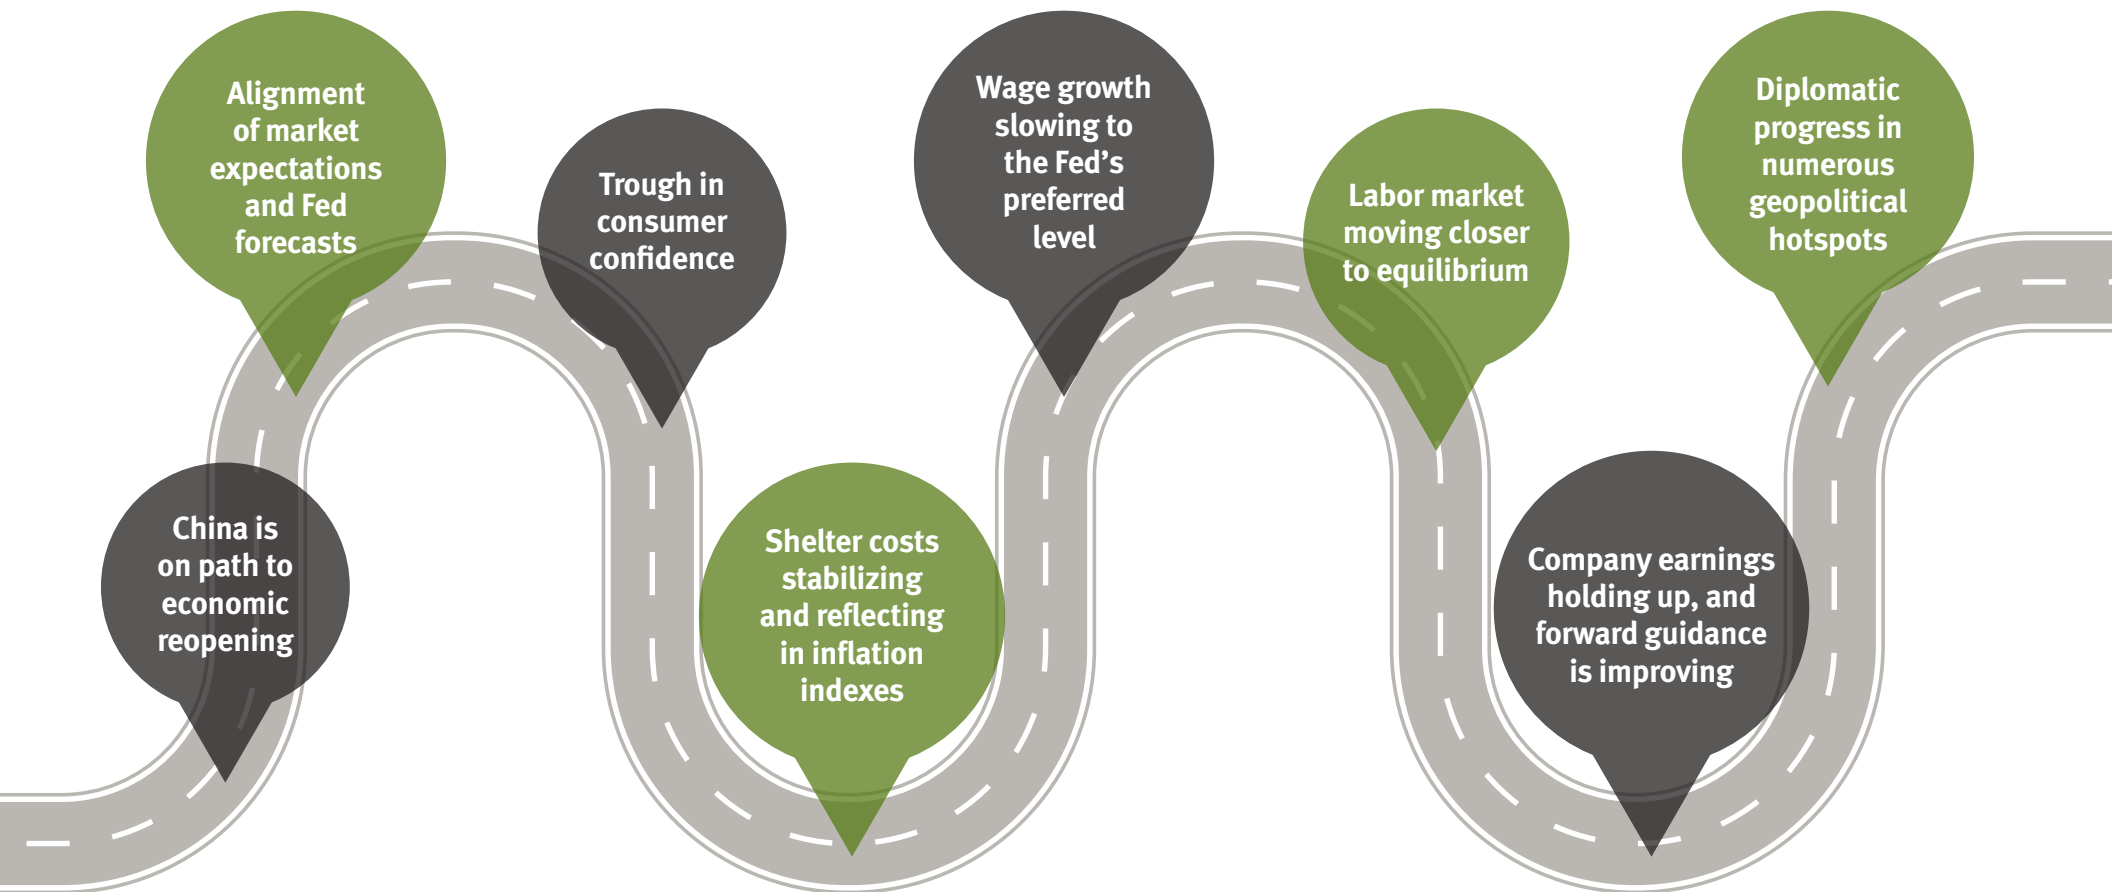 China is
on path to
economic
reopening
Alignment
of market
expectations
and Fed
forecasts
Trough in
consumer
confidence
Shelter costs
stabilizing
and reflecting
in inflation
indexes
Wage growth
slowing to
the Fed’s
preferred
level
Labor market
moving closer
to equilibrium
Company earnings
holding up, and
forward guidance
is improving
Diplomatic
progress in
numerous
geopolitical
hotspots